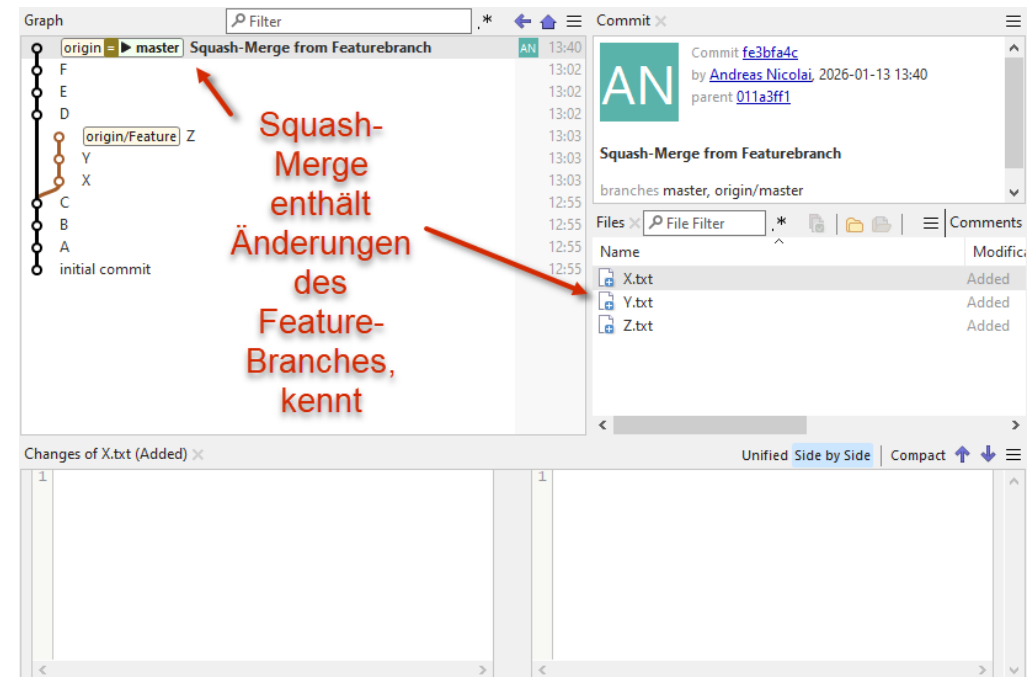 Graph
Filter
.*
Commit
origin = master Squash-Merge from Featurebranch AN 13:40
F 13:02
E 13:02
D 13:02
origin/Feature Z 13:03
Y 13:03
X 13:03
C 12:55
B 12:55
A 12:55
initial commit 12:55
Squash-
Merge
enthält
Änderungen
des
Feature-
Branches,
kennt
AN
Commit fe3bfa4c
by Andreas Nicolai, 2026-01-13 13:40
parent 011a3ff1
Squash-Merge from Featurebranch
branches master, origin/master
Files File Filter .* Comments
Name Modifica
X.txt Added
Y.txt Added
Z.txt Added
Changes of X.txt (Added) Unified Side by Side Compact
1 1